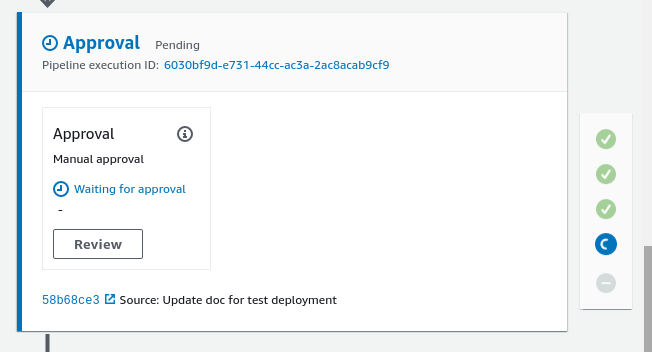 Approval Pending
Pipeline execution ID: 6030bf9d-e731-44cc-ac3a-2ac8acab9cf9
Approval
Manual approval
Waiting for approval
-
Review
58b68ce3 Source: Update doc for test deployment